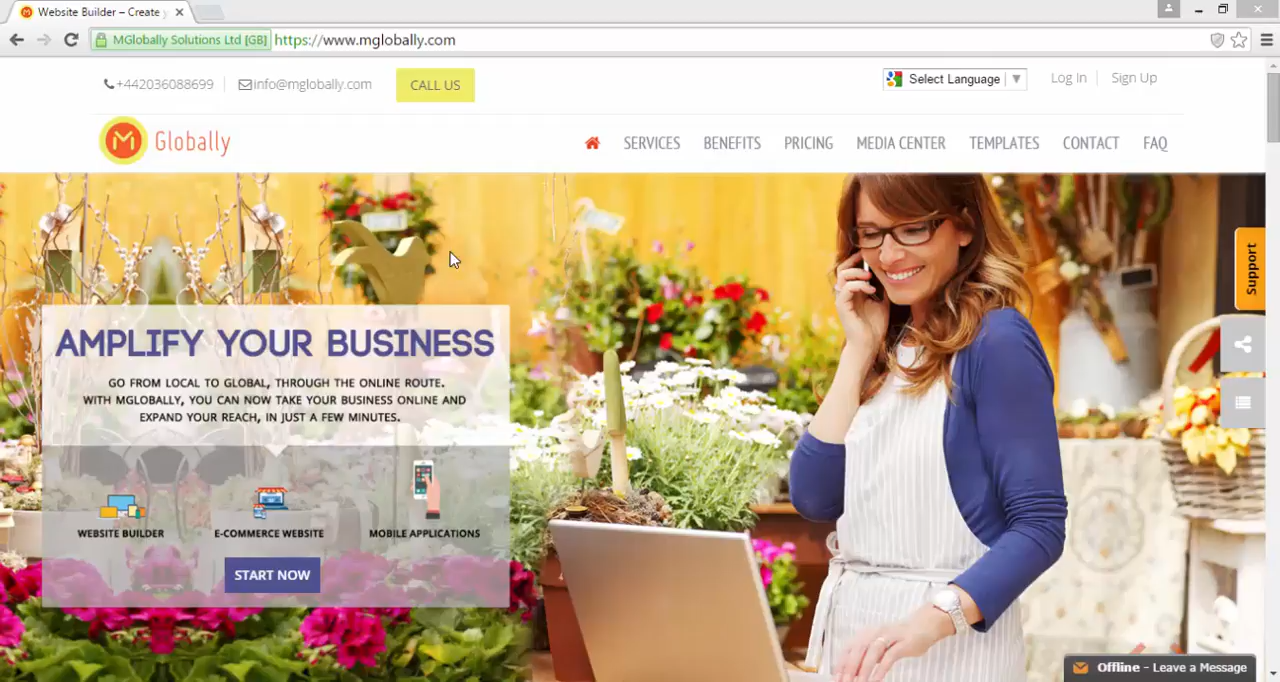 Website Builder – Create y
MGlobally Solutions Ltd [GB] https://www.mglobally.com
+442036088699 info@mglobally.com CALL US Select Language Log In Sign Up
M Globally SERVICES BENEFITS PRICING MEDIA CENTER TEMPLATES CONTACT FAQ
Support
AMPLIFY YOUR BUSINESS
GO FROM LOCAL TO GLOBAL, THROUGH THE ONLINE ROUTE.
WITH MGLOBALLY, YOU CAN NOW TAKE YOUR BUSINESS ONLINE AND
EXPAND YOUR REACH, IN JUST A FEW MINUTES.
WEBSITE BUILDER E-COMMERCE WEBSITE MOBILE APPLICATIONS
START NOW
Offline – Leave a Message